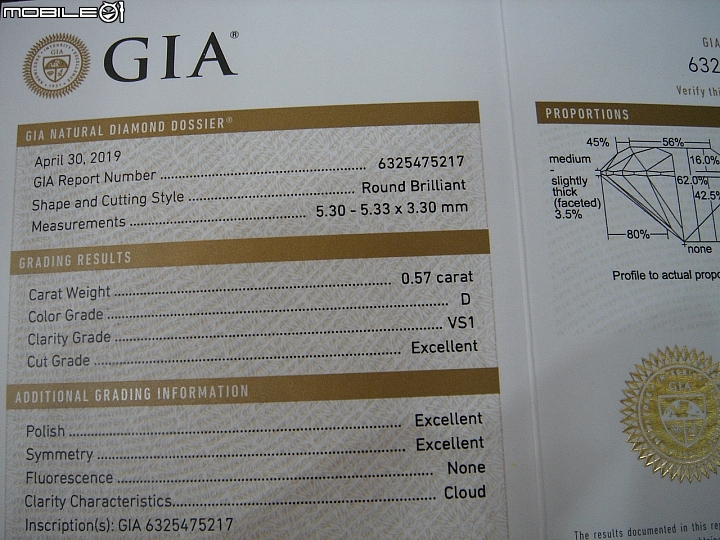 MOBILE01
GIA®
GIA NATURAL DIAMOND DOSSIER®
April 30, 2019
GIA Report Number ........ 6325475217
Shape and Cutting Style ........ Round Brilliant
Measurements ........ 5.30 - 5.33 x 3.30 mm
GRADING RESULTS
Carat Weight ........ 0.57 carat
Color Grade ........ D
Clarity Grade ........ VS1
Cut Grade ........ Excellent
ADDITIONAL GRADING INFORMATION
Polish ........ Excellent
Symmetry ........ Excellent
Fluorescence ........ None
Clarity Characteristics ........ Cloud
Inscription(s): GIA 6325475217
GIA
632
Verify thi
PROPORTIONS
45%
56%
medium
-
slightly
thick
(faceted)
3.5%
16.0%
62.0%
42.5%
80%
none
Profile to actual propo
GIA
The results documented in this re